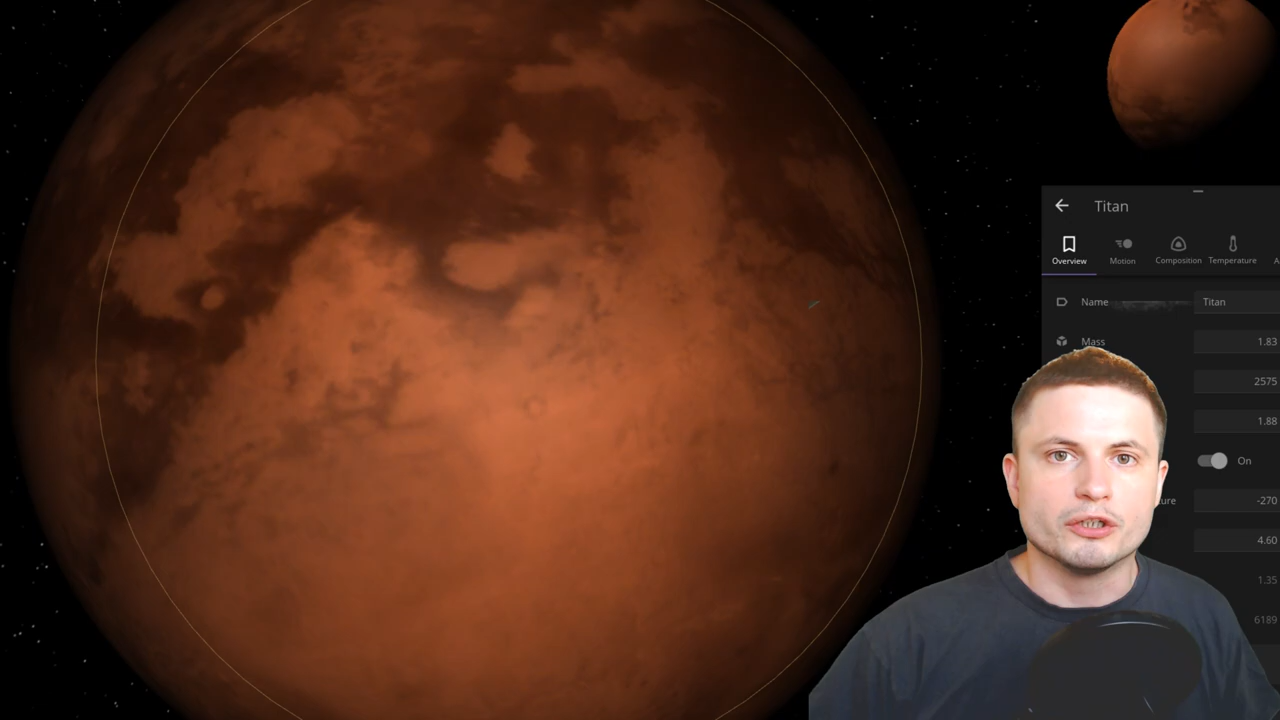 Titan
Overview Motion Composition Temperature
Name Titan
Mass 1.83
2575
1.88
On
-270
4.60
1.35
6189